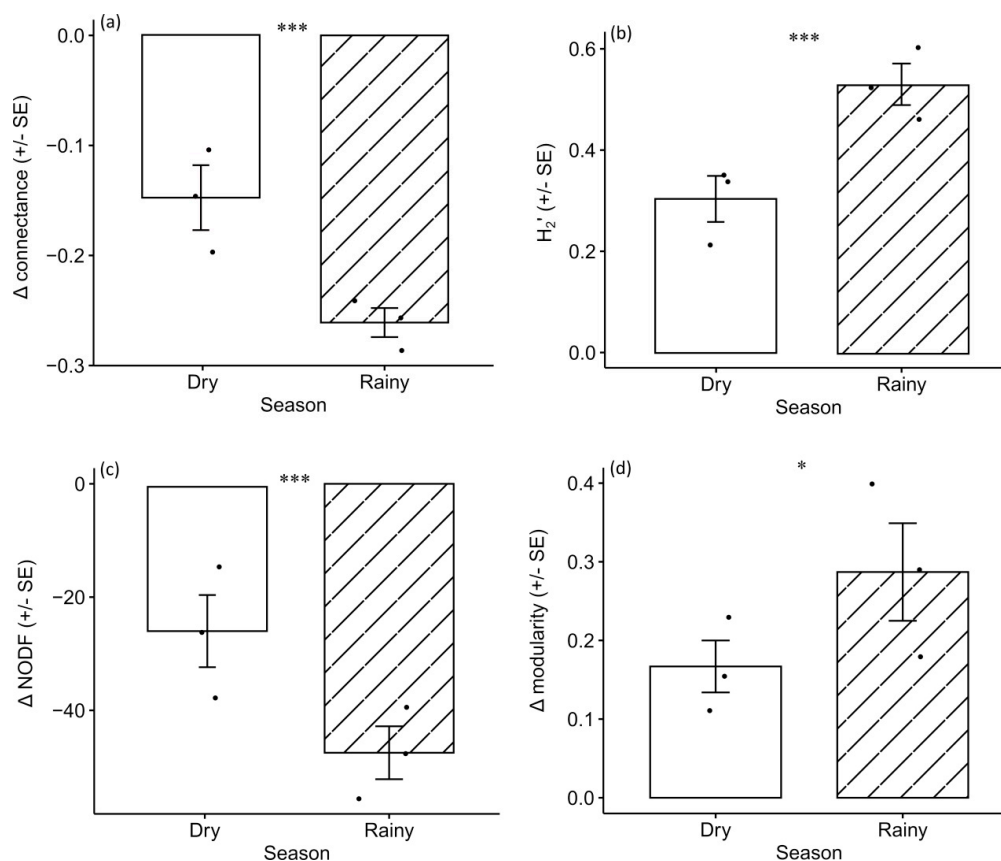 (a)
***
0.0
−0.1
−0.2
−0.3
Δ connectance (+/- SE)
Dry Rainy
Season
(b)
***
0.6
0.4
0.2
0.0
H₂' (+/- SE)
Dry Rainy
Season
(c)
***
0
−20
−40
Δ NODF (+/- SE)
Dry Rainy
Season
(d)
*
0.4
0.3
0.2
0.1
0.0
Δ modularity (+/- SE)
Dry Rainy
Season